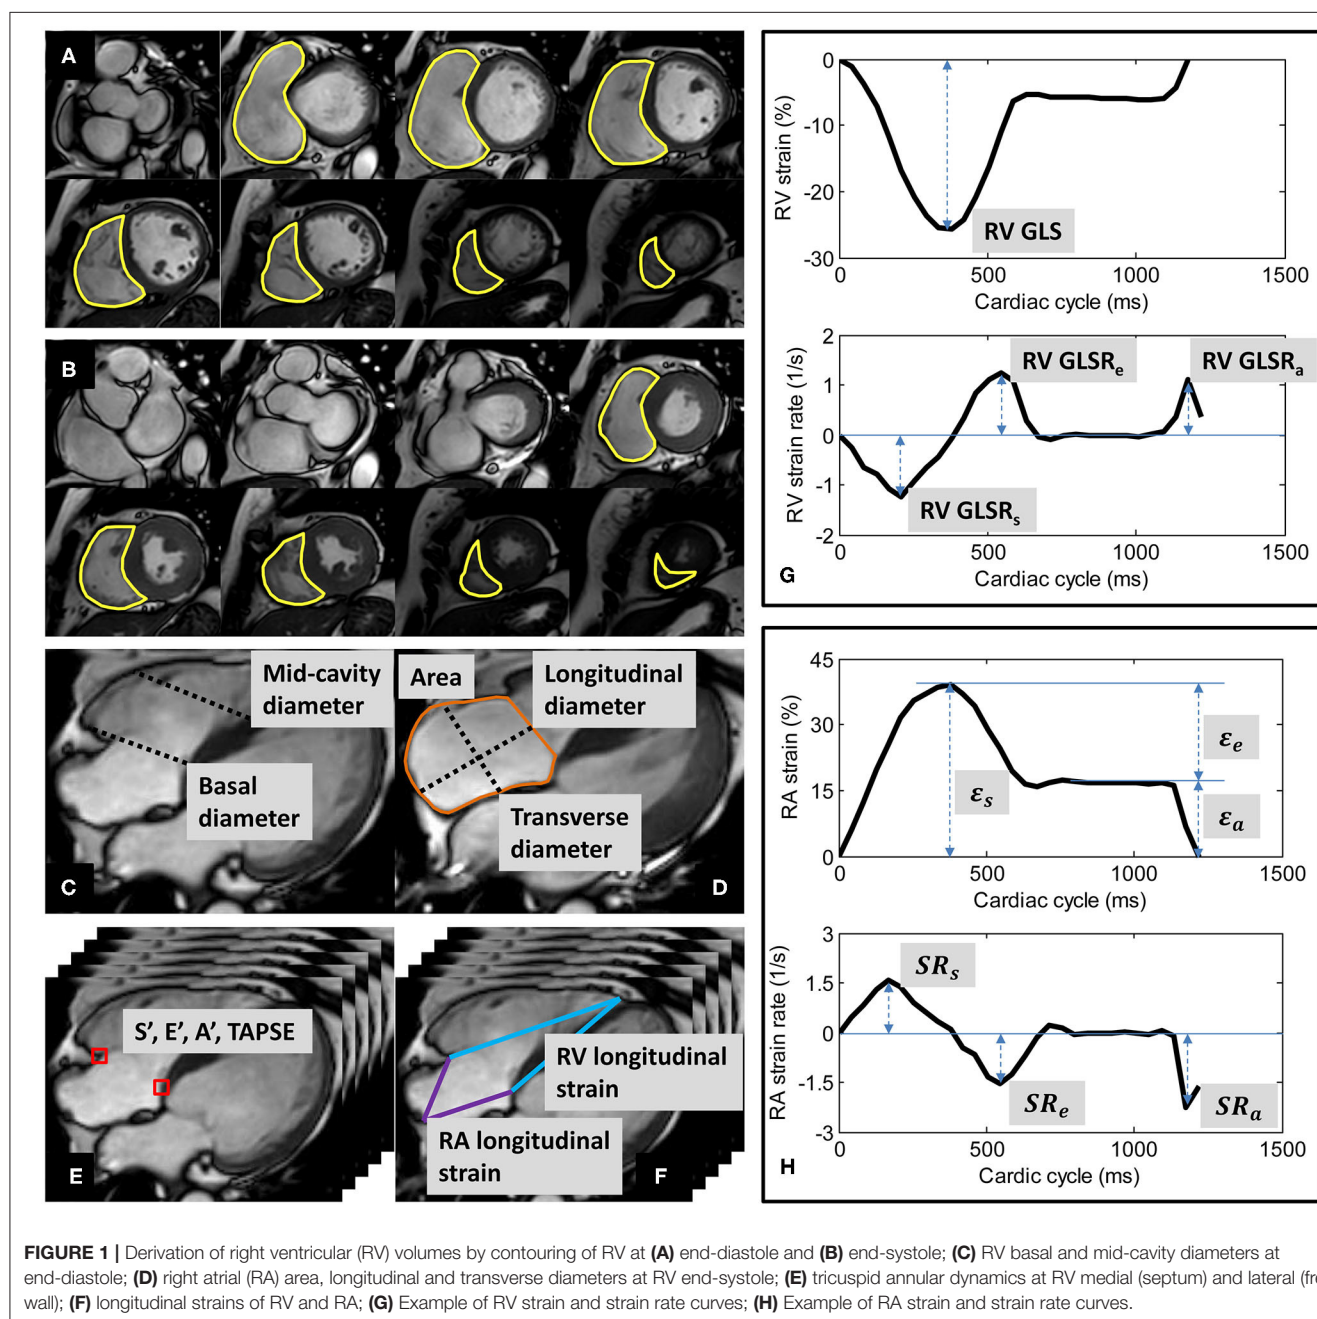 A
B
Mid-cavity
diameter
Basal
diameter
C
Area
Longitudinal
diameter
Transverse
diameter
D
S’, E’, A’, TAPSE
E
RV longitudinal
strain
RA longitudinal
strain
F
0
-10
-20
-30
RV strain (%)
RV GLS
0 500 1000 1500
Cardiac cycle (ms)
2
1
0
-1
-2
RV strain rate (1/s)
RV GLSRe
RV GLSRa
RV GLSRs
0 500 1000 1500
Cardiac cycle (ms)
G
45
30
15
0
RA strain (%)
εs
εe
εa
0 500 1000 1500
Cardiac cycle (ms)
3
1.5
0
-1.5
-3
RA strain rate (1/s)
SRs
SRe
SRa
0 500 1000 1500
Cardic cycle (ms)
H
FIGURE 1 | Derivation of right ventricular (RV) volumes by contouring of RV at (A) end-diastole and (B) end-systole; (C) RV basal and mid-cavity diameters at
end-diastole; (D) right atrial (RA) area, longitudinal and transverse diameters at RV end-systole; (E) tricuspid annular dynamics at RV medial (septum) and lateral (fre
wall); (F) longitudinal strains of RV and RA; (G) Example of RV strain and strain rate curves; (H) Example of RA strain and strain rate curves.